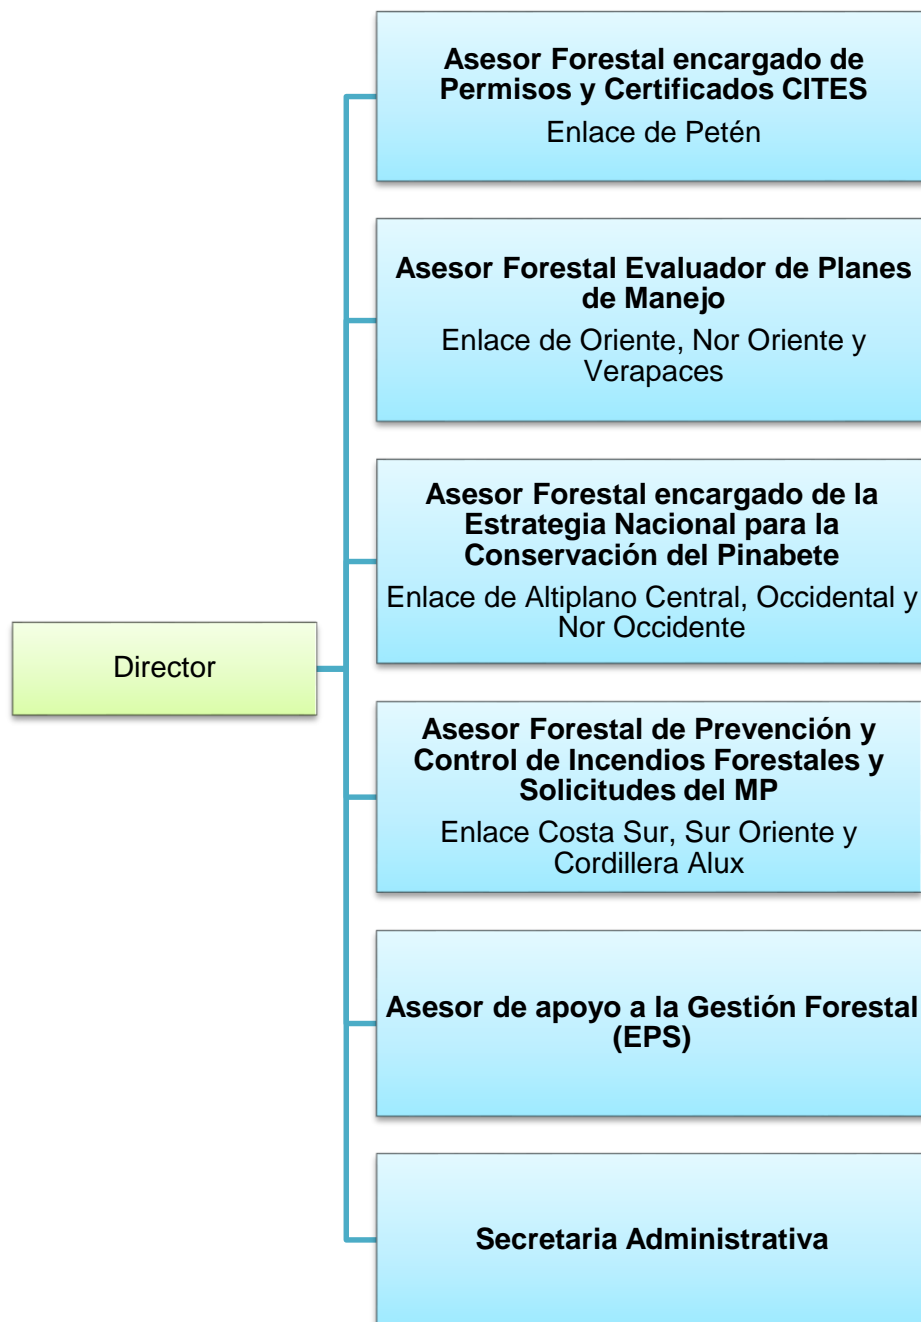 Asesor Forestal encargado de
Permisos y Certificados CITES
Enlace de Petén
Asesor Forestal Evaluador de Planes
de Manejo
Enlace de Oriente, Nor Oriente y
Verapaces
Asesor Forestal encargado de la
Estrategia Nacional para la
Conservación del Pinabete
Enlace de Altiplano Central, Occidental y
Nor Occidente
Director
Asesor Forestal de Prevención y
Control de Incendios Forestales y
Solicitudes del MP
Enlace Costa Sur, Sur Oriente y
Cordillera Alux
Asesor de apoyo a la Gestión Forestal
(EPS)
Secretaria Administrativa